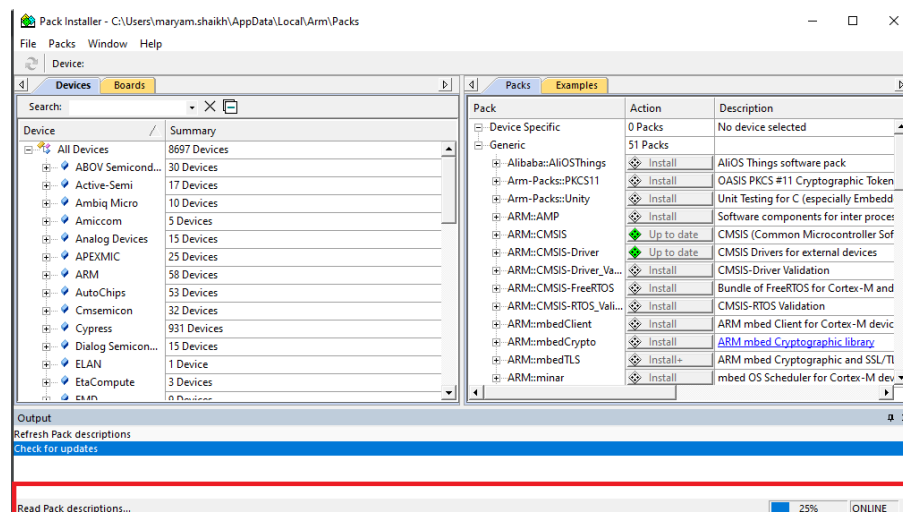 Pack Installer - C:\Users\maryam.shaikh\AppData\Local\Arm\Packs
File Packs Window Help
Device:
Devices Boards
Search:
Device Summary
All Devices 8697 Devices
ABOV Semicond... 30 Devices
Active-Semi 17 Devices
Ambiq Micro 10 Devices
Amiccom 5 Devices
Analog Devices 15 Devices
APEXMIC 25 Devices
ARM 58 Devices
AutoChips 53 Devices
Cmsemicon 32 Devices
Cypress 931 Devices
Dialog Semicon... 15 Devices
ELAN 1 Device
EtaCompute 3 Devices
Packs Examples
Pack Action Description
Device Specific 0 Packs No device selected
Generic 51 Packs
Alibaba::AliOSThings Install AliOS Things software pack
Arm-Packs::PKCS11 Install OASIS PKCS #11 Cryptographic Token
Arm-Packs::Unity Install Unit Testing for C (especially Embedd
ARM::AMP Install Software components for inter proces
ARM::CMSIS Up to date CMSIS (Common Microcontroller Sof
ARM::CMSIS-Driver Up to date CMSIS Drivers for external devices
ARM::CMSIS-Driver_Va... Install CMSIS-Driver Validation
ARM::CMSIS-FreeRTOS Install Bundle of FreeRTOS for Cortex-M and
ARM::CMSIS-RTOS_Vali... Install CMSIS-RTOS Validation
ARM::mbedClient Install ARM mbed Client for Cortex-M devic
ARM::mbedCrypto Install ARM mbed Cryptographic library
ARM::mbedTLS Install+ ARM mbed Cryptographic and SSL/TL
ARM::minar Install mbed OS Scheduler for Cortex-M dev
Output
Refresh Pack descriptions
Check for updates
Read Pack descriptions... 25% ONLINE